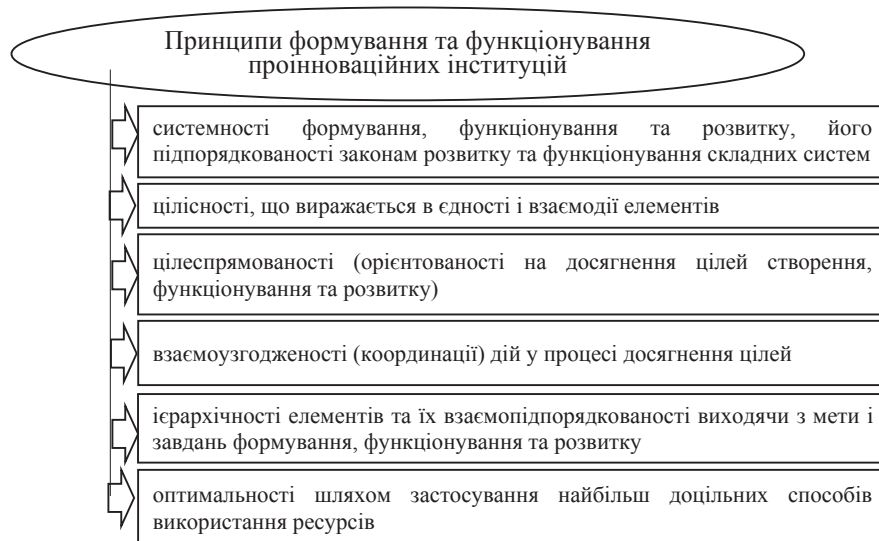 Принципи формування та функціонування
проінноваційних інституцій
системності формування, функціонування та розвитку, його
підпорядкованості законам розвитку та функціонування складних систем
цілісності, що виражається в єдності і взаємодії елементів
цілеспрямованості (орієнтованості на досягнення цілей створення,
функціонування та розвитку)
взаємоузгодженості (координації) дій у процесі досягнення цілей
ієрархічності елементів та їх взаємопідпорядкованості виходячи з мети і
завдань формування, функціонування та розвитку
оптимальності шляхом застосування найбільш доцільних способів
використання ресурсів